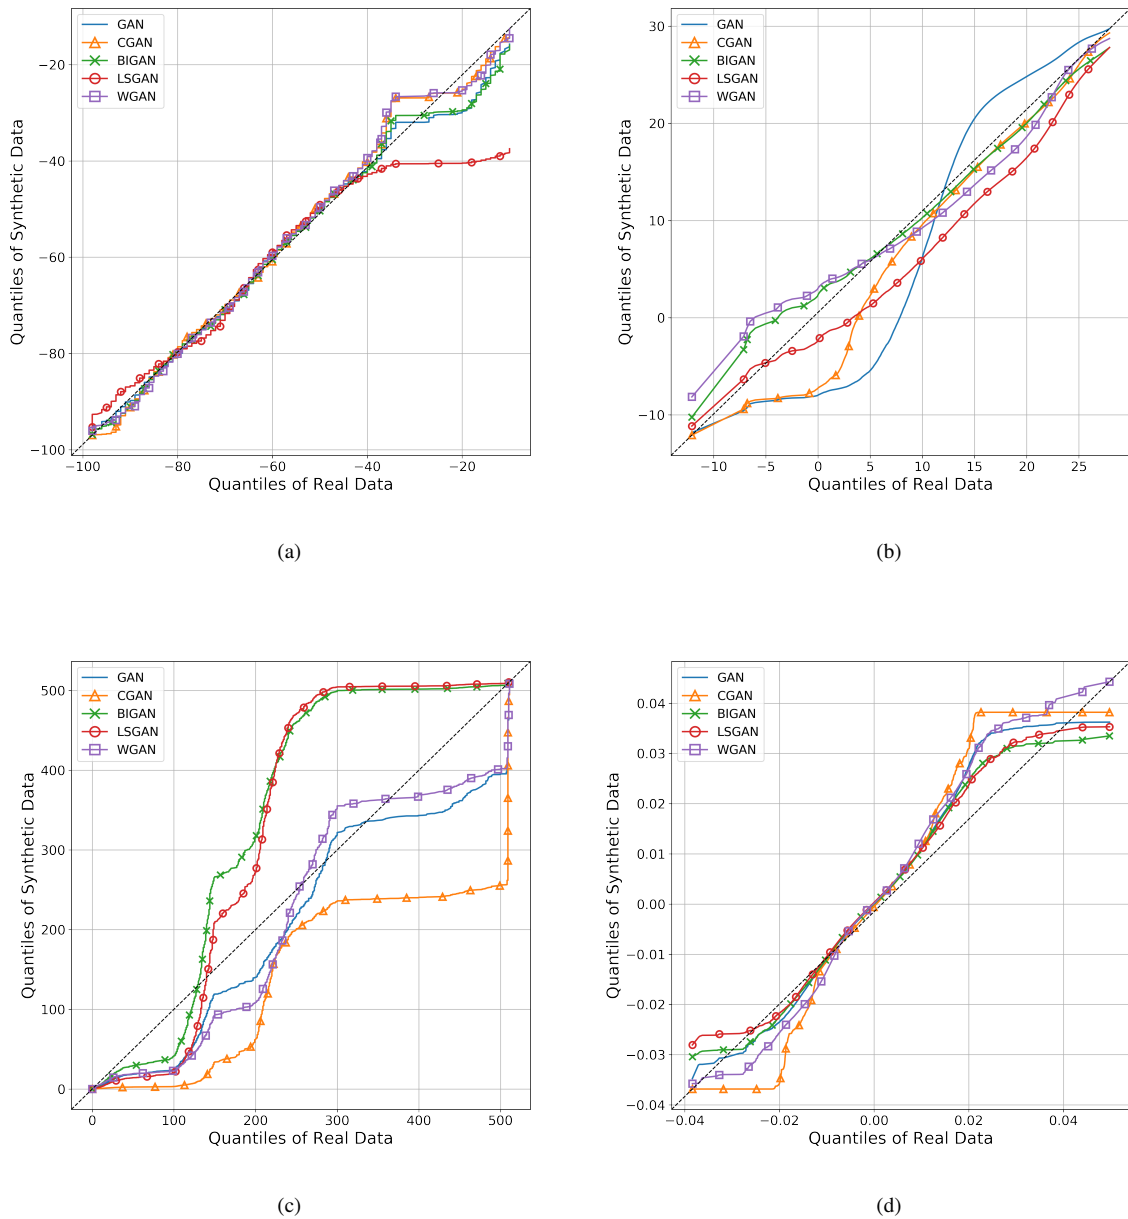 GAN
CGAN
BIGAN
LSGAN
WGAN
−20
−40
−60
−80
−100
−100
−80
−60
−40
−20
Quantiles of Synthetic Data
Quantiles of Real Data
(a)
GAN
CGAN
BIGAN
LSGAN
WGAN
30
20
10
0
−10
−10
−5
0
5
10
15
20
25
Quantiles of Synthetic Data
Quantiles of Real Data
(b)
GAN
CGAN
BIGAN
LSGAN
WGAN
500
400
300
200
100
0
0
100
200
300
400
500
Quantiles of Synthetic Data
Quantiles of Real Data
(c)
GAN
CGAN
BIGAN
LSGAN
WGAN
0.04
0.03
0.02
0.01
0.00
−0.01
−0.02
−0.03
−0.04
−0.04
−0.02
0.00
0.02
0.04
Quantiles of Synthetic Data
Quantiles of Real Data
(d)